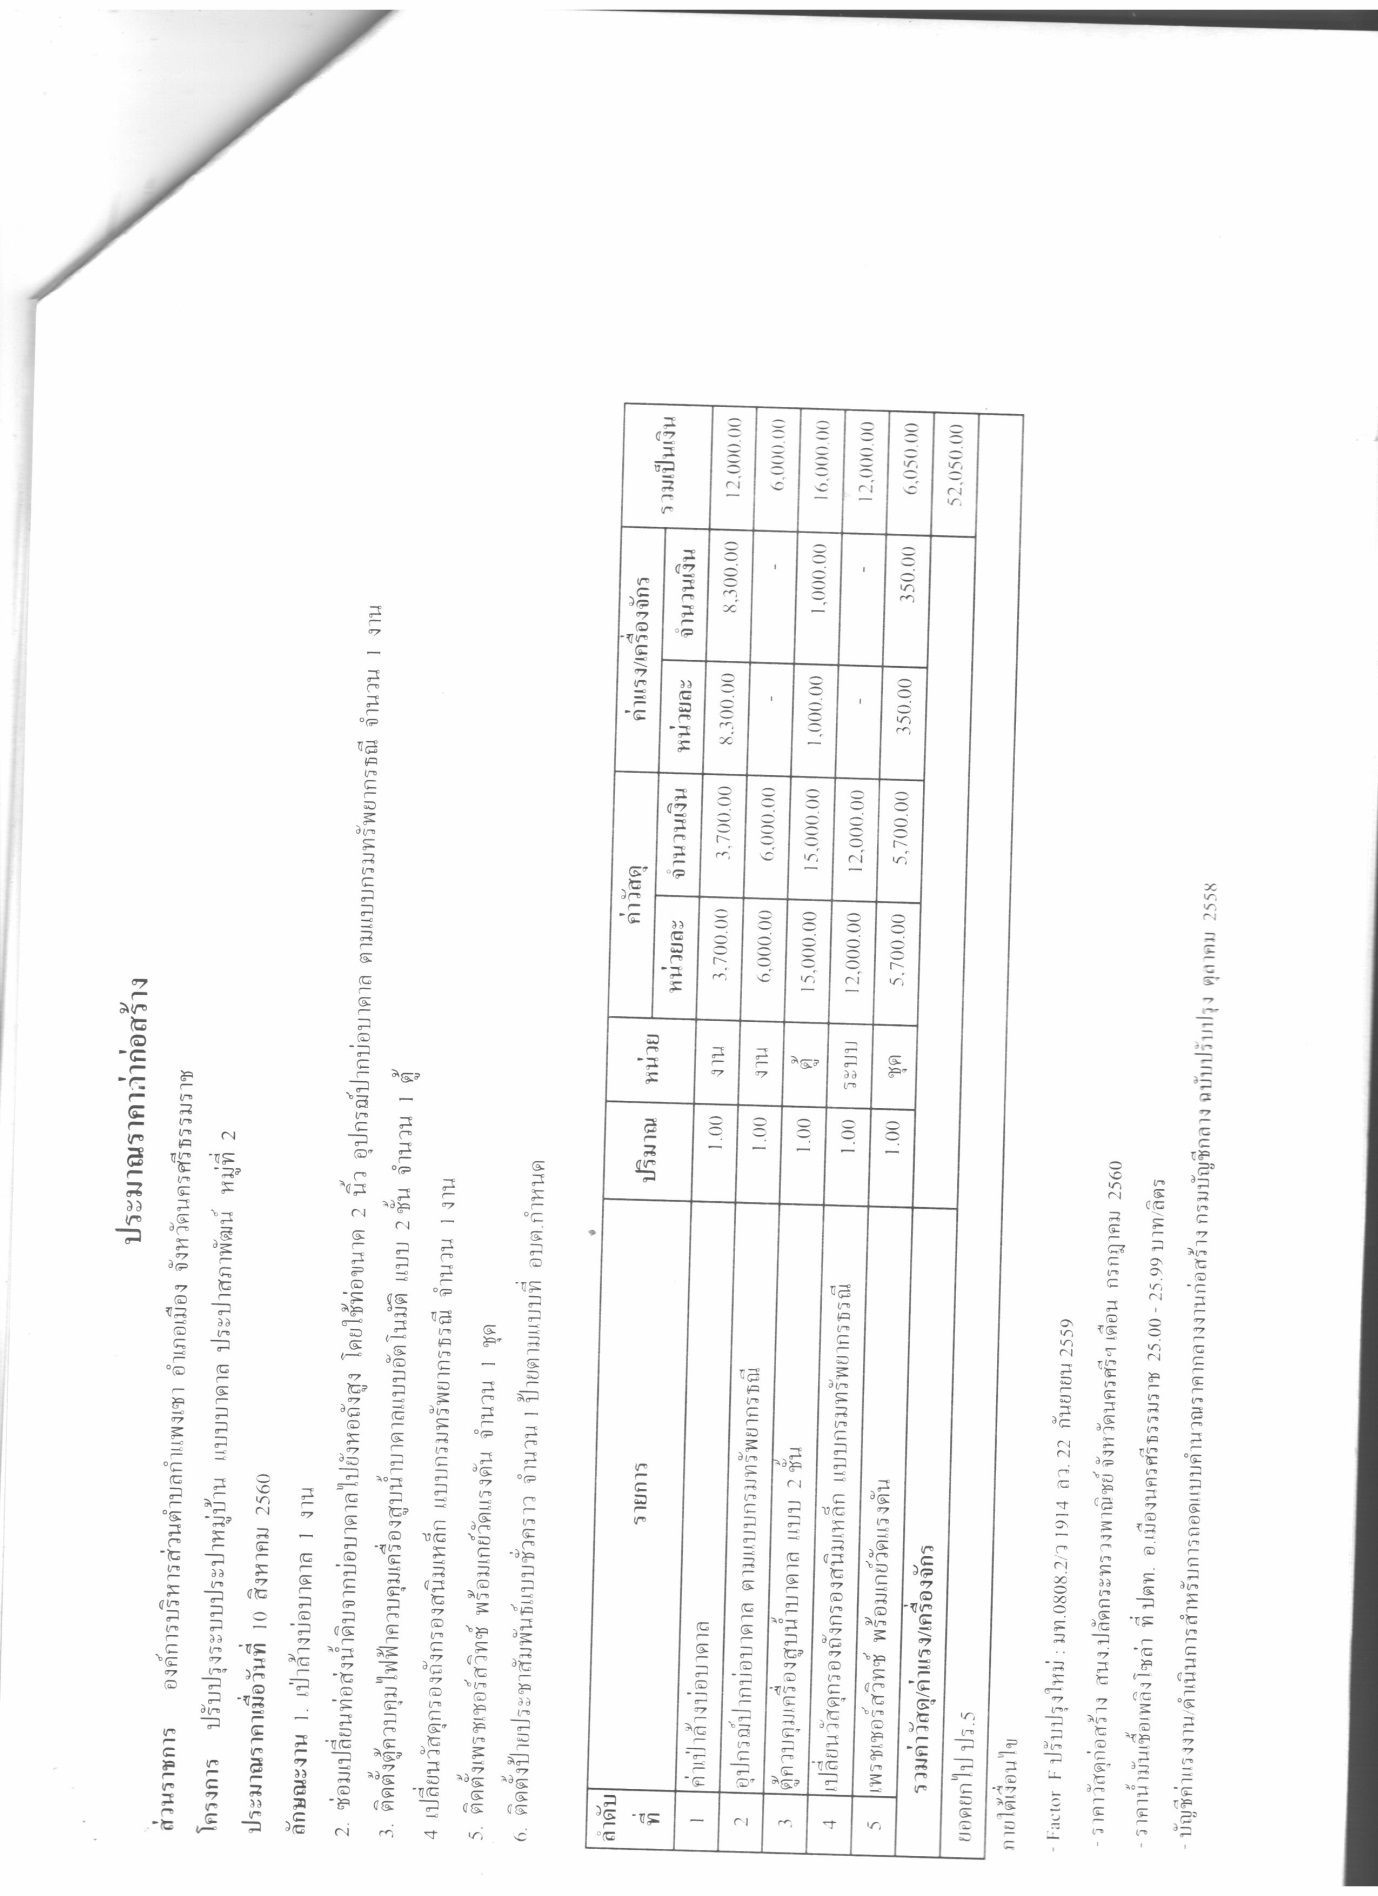 ประมาณราคาค่าก่อสร้าง
ส่วนราชการ องค์การบริหารส่วนตำบลกำแพงเซา อำเภอเมือง จังหวัดนครศรีธรรมราช
โครงการ ปรับปรุงระบบประปาหมู่บ้าน แบบบาดาล ประปาสภาพัฒน์ หมู่ที่ 2
ประมาณราคาเมื่อวันที่ 10 สิงหาคม 2560
ลักษณะงาน 1. เป่าล้างบ่อบาดาล 1 งาน
2. ซ่อมเปลี่ยนท่อส่งน้ำดิบจากบ่อบาดาลไปยังหอถังสูง โดยใช้ท่อขนาด 2 นิ้ว อุปกรณ์ปากบ่อบาดาล ตามแบบกรมทรัพยากรธณี จำนวน 1 งาน
3. ติดตั้งตู้ควบคุมไฟฟ้าควบคุมเครื่องสูบน้ำบาดาลแบบอัตโนมัติ แบบ 2 ชั้น จำนวน 1 ตู้
4 เปลี่ยนวัสดุกรองถังกรองสนิมเหล็ก แบบกรมทรัพยากรธรณี จำนวน 1 งาน
5. ติดตั้งเพรชเชอร์สวิทซ์ พร้อมเกย์วัดแรงดัน จำนวน 1 ชุด
6. ติดตั้งป้ายประชาสัมพันธ์แบบชั่วคราว จำนวน 1 ป้ายตามแบบที่ อบต.กำหนด
ลำดับที่ รายการ ปริมาณ หน่วย ค่าวัสดุ ค่าแรง/เครื่องจักร รวมเป็นเงิน
หน่วยละ จำนวนเงิน หน่วยละ จำนวนเงิน
1 ค่าเป่าล้างบ่อบาดาล 1.00 งาน 3,700.00 3,700.00 8,300.00 8,300.00 12,000.00
2 อุปกรณ์ปากบ่อบาดาล ตามแบบกรมทรัพยากรธณี 1.00 งาน 6,000.00 6,000.00 - - 6,000.00
3 ตู้ควบคุมเครื่องสูบน้ำบาดาล แบบ 2 ชั้น 1.00 ตู้ 15,000.00 15,000.00 1,000.00 1,000.00 16,000.00
4 เปลี่ยนวัสดุกรองถังกรองสนิมเหล็ก แบบกรมทรัพยากรธรณี 1.00 ระบบ 12,000.00 12,000.00 - - 12,000.00
5 เพรชเชอร์สวิทซ์ พร้อมเกย์วัดแรงดัน 1.00 ชุด 5,700.00 5,700.00 350.00 350.00 6,050.00
รวมค่าวัสดุ/ค่าแรง/เครื่องจักร 52,050.00
ยอดยกไป ปร.5
ภายใต้เงื่อนไข
- Factor F ปรับปรุงใหม่ : มท.0808.2/ว 1914 ลว. 22 กันยายน 2559
- ราคาวัสดุก่อสร้าง สนง.ปลัดกระทรวงพาณิชย์ จังหวัดนครศรีฯ เดือน กรกฎาคม 2560
- ราคาน้ำมันเชื้อเพลิงโซล่า ที่ ปตท. อ.เมืองนครศรีธรรมราช 25.00 - 25.99 บาท/ลิตร
- บัญชีค่าแรงงาน/ดำเนินการสำหรับการถอดแบบคำนวณราคากลางงานก่อสร้าง กรมบัญชีกลาง ฉบับปรับปรุง ตุลาคม 2558